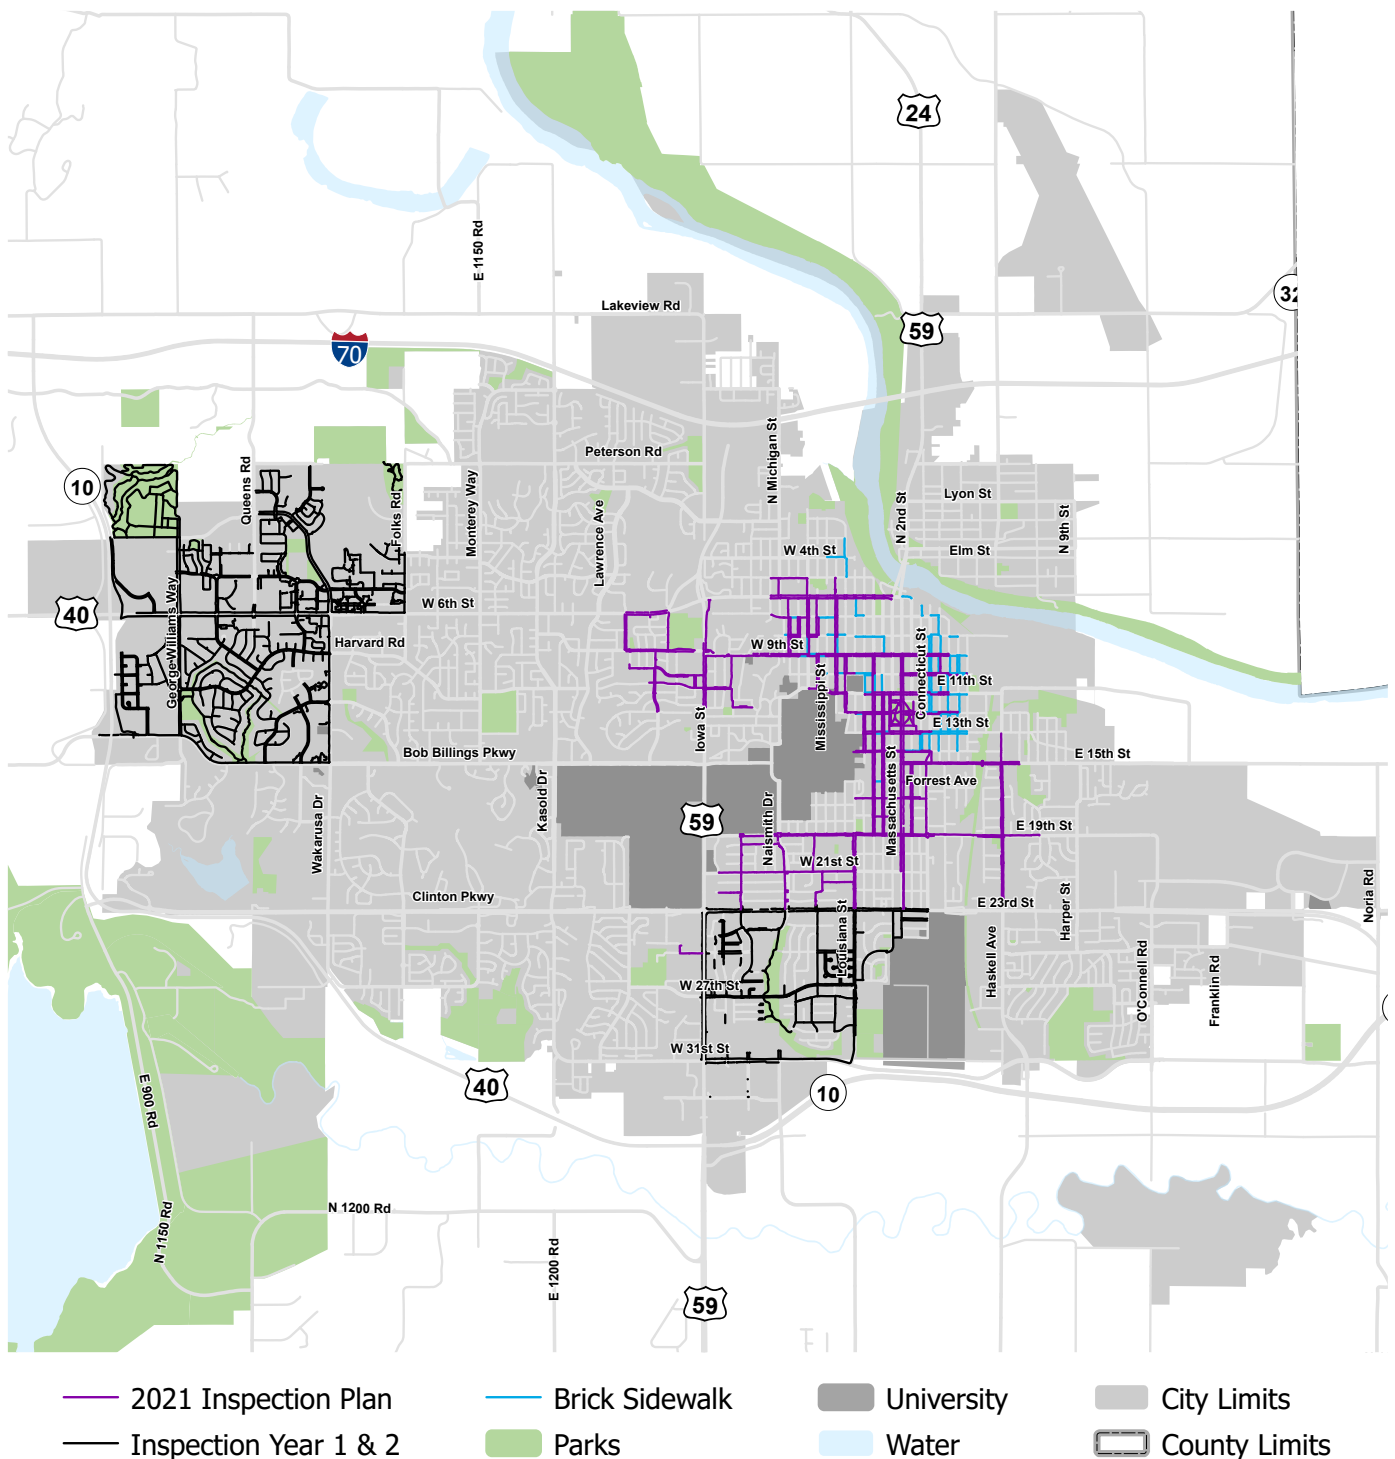 24
E 1150 Rd
32
Lakeview Rd
59
70
N Michigan St
Peterson Rd
10
Queens Rd
Folks Rd
Monterey Way
Lawrence Ave
Lyon St
N 2nd St
N 9th St
W 4th St
Elm St
40
George Williams Way
W 6th St
Harvard Rd
W 9th St
Connecticut St
E 11th St
Mississippi St
Iowa St
E 13th St
Bob Billings Pkwy
Massachusetts St
E 15th St
Kasold Dr
Forrest Ave
Wakarusa Dr
59
Naismith Dr
E 19th St
W 21st St
Clinton Pkwy
E 23rd St
Harper St
Noria Rd
Louisiana St
Haskell Ave
O'Connell Rd
Franklin Rd
W 27th St
W 31st St
40
10
E 900 Rd
N 1150 Rd
N 1200 Rd
E 1200 Rd
59
2021 Inspection Plan
Brick Sidewalk
University
City Limits
Inspection Year 1 & 2
Parks
Water
County Limits